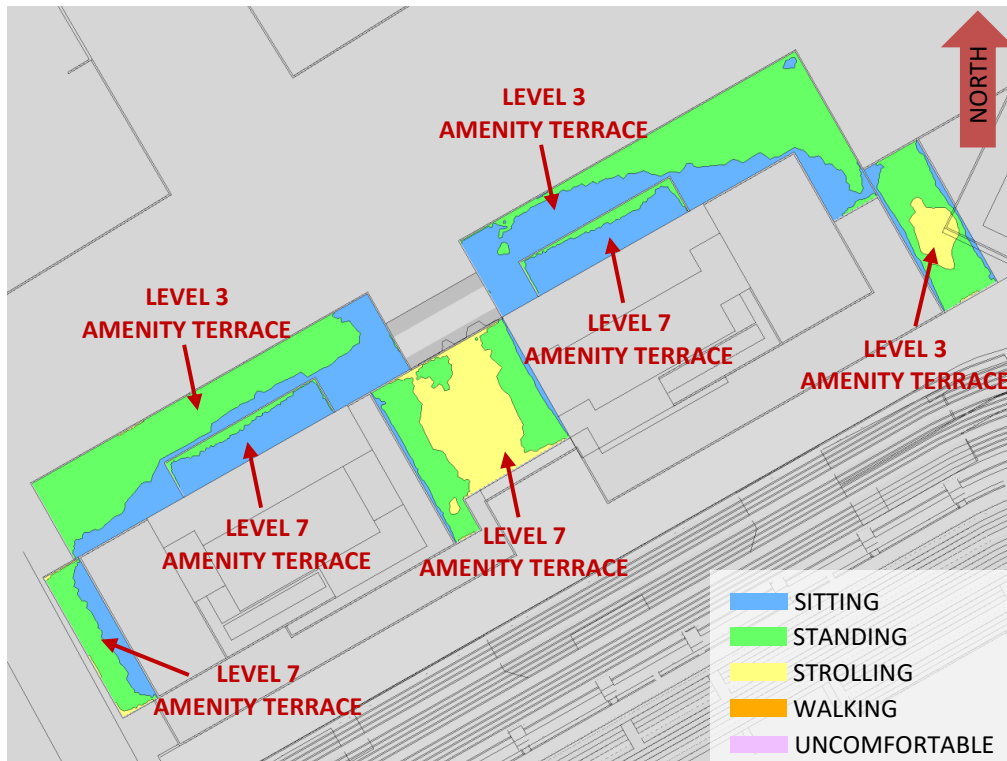 NORTH
LEVEL 3
AMENITY TERRACE
LEVEL 3
AMENITY TERRACE
LEVEL 7
AMENITY TERRACE
LEVEL 3
AMENITY TERRACE
LEVEL 7
AMENITY TERRACE
LEVEL 7
AMENITY TERRACE
LEVEL 7
AMENITY TERRACE
SITTING
STANDING
STROLLING
WALKING
UNCOMFORTABLE